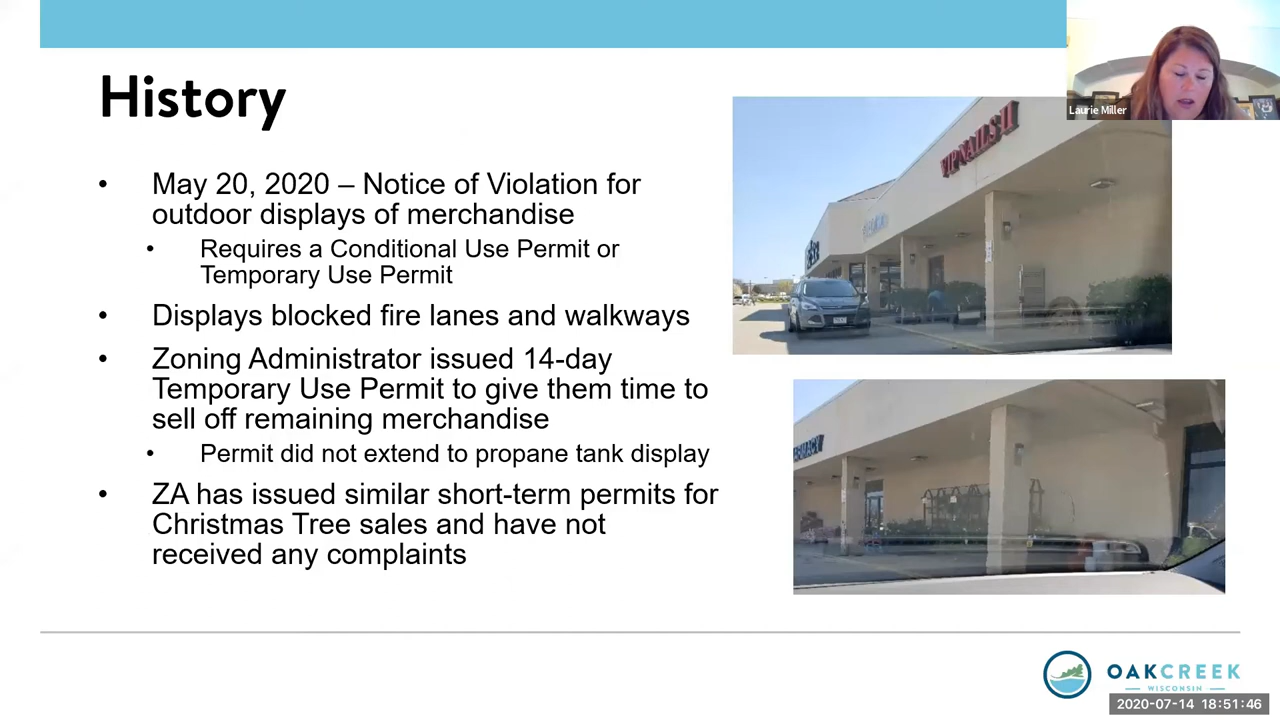 Laurie Miller
History
VIP NAILS II
• May 20, 2020 – Notice of Violation for
outdoor displays of merchandise
• Requires a Conditional Use Permit or
Temporary Use Permit
• Displays blocked fire lanes and walkways
• Zoning Administrator issued 14-day
Temporary Use Permit to give them time to
sell off remaining merchandise
• Permit did not extend to propane tank display
• ZA has issued similar short-term permits for
Christmas Tree sales and have not
received any complaints
OAKCREEK
WISCONSIN
2020-07-14 18:51:46